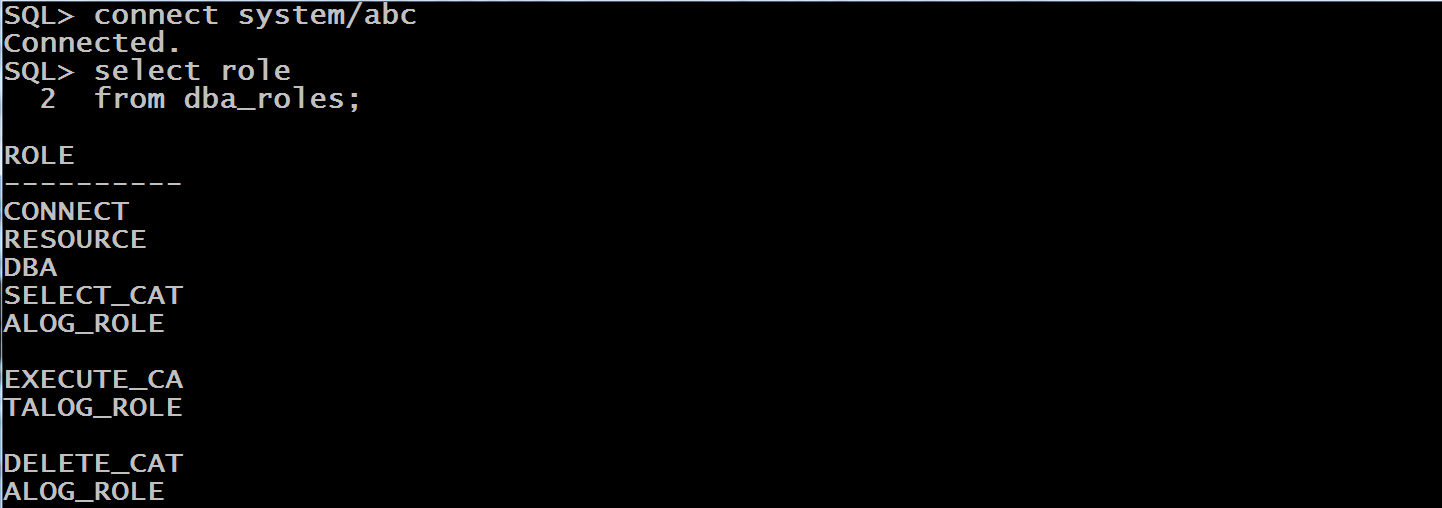 SQL> connect system/abc
Connected.
SQL> select role
  2  from dba_roles;

ROLE
----------
CONNECT
RESOURCE
DBA
SELECT_CAT
ALOG_ROLE

EXECUTE_CA
TALOG_ROLE

DELETE_CAT
ALOG_ROLE